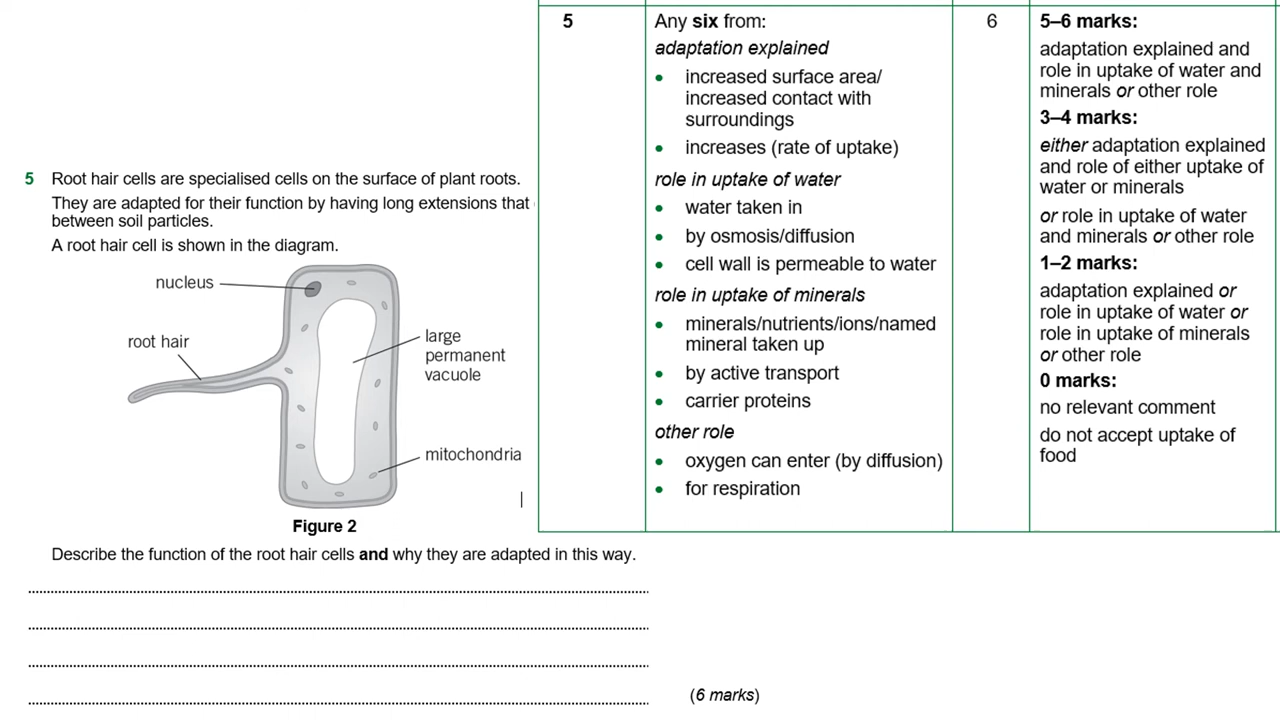 5 Root hair cells are specialised cells on the surface of plant roots.
They are adapted for their function by having long extensions that
between soil particles.
A root hair cell is shown in the diagram.
nucleus
root hair
large
permanent
vacuole
mitochondria
Figure 2
Describe the function of the root hair cells and why they are adapted in this way.
(6 marks)
5
Any six from:
adaptation explained
• increased surface area/
increased contact with
surroundings
• increases (rate of uptake)
role in uptake of water
• water taken in
• by osmosis/diffusion
• cell wall is permeable to water
role in uptake of minerals
• minerals/nutrients/ions/named
mineral taken up
• by active transport
• carrier proteins
other role
• oxygen can enter (by diffusion)
• for respiration
6
5–6 marks:
adaptation explained and
role in uptake of water and
minerals or other role
3–4 marks:
either adaptation explained
and role of either uptake of
water or minerals
or role in uptake of water
and minerals or other role
1–2 marks:
adaptation explained or
role in uptake of water or
role in uptake of minerals
or other role
0 marks:
no relevant comment
do not accept uptake of
food